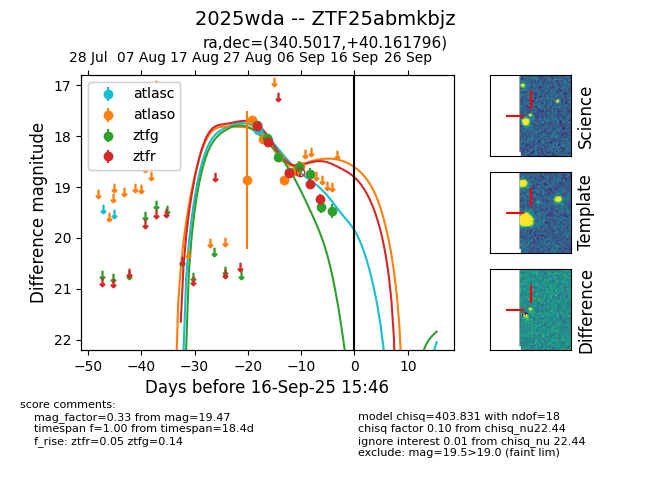 2025wda -- ZTF25abmkbjz
ra,dec=(340.5017,+40.161796)
28 Jul 07 Aug 17 Aug 27 Aug 06 Sep 16 Sep 26 Sep
17
18
19
20
21
22
Difference magnitude
atlasc
atlaso
ztfg
ztfr
−50 −40 −30 −20 −10 0 10
Days before 16-Sep-25 15:46
Science
Template
Difference
score comments:
mag_factor=0.33 from mag=19.47
timespan f=1.00 from timespan=18.4d
f_rise: ztfr=0.05 ztfg=0.14
model chisq=403.831 with ndof=18
chisq factor 0.10 from chisq_nu22.44
ignore interest 0.01 from chisq_nu 22.44
exclude: mag=19.5>19.0 (faint lim)